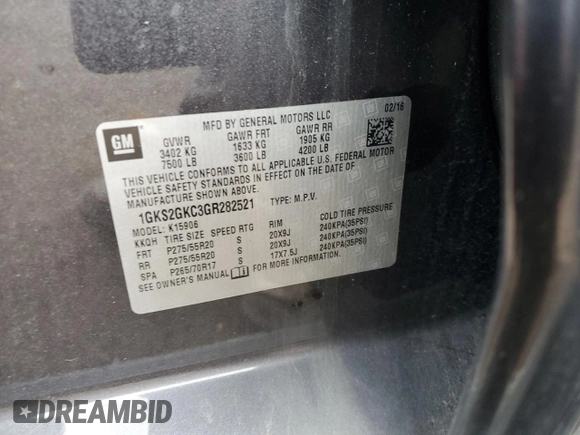 GM
MFD BY GENERAL MOTORS LLC
02/16
GVWR GAWR FRT GAWR RR
3402 KG 1633 KG 1905 KG
7500 LB 3600 LB 4200 LB
THIS VEHICLE CONFORMS TO ALL APPLICABLE U.S. FEDERAL MOTOR
VEHICLE SAFETY STANDARDS IN EFFECT ON THE DATE OF
MANUFACTURE SHOWN ABOVE.
1GKS2GKC3GR282521 TYPE: M.P.V.
MODEL: K15906
KKQH TIRE SIZE SPEED RTG RIM COLD TIRE PRESSURE
FRT P275/55R20 S 20X9J 240KPA(35PSI)
RR P275/55R20 S 20X9J 240KPA(35PSI)
SPA P265/70R17 S 17X7.5J 240KPA(35PSI)
SEE OWNER'S MANUAL FOR MORE INFORMATION.
DREAMBID